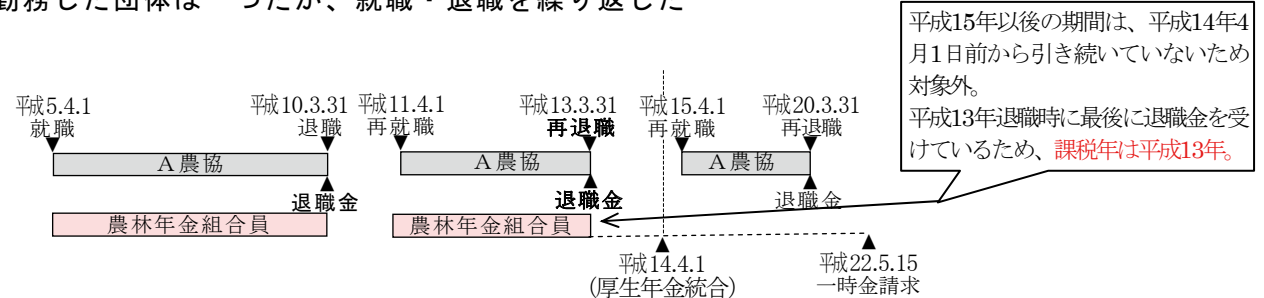 勤務した団体は一つだが、就職・退職を繰り返した
平成15年以後の期間は、平成14年4
月1日前から引き続いていないため
対象外。
平成13年退職時に最後に退職金を受
けているため、課税年は平成13年。
平成5.4.1
就職
平成10.3.31
退職
平成11.4.1
再就職
平成13.3.31
再退職
平成15.4.1
再就職
平成20.3.31
再退職
A農協
A農協
A農協
退職金
退職金
退職金
農林年金組合員
農林年金組合員
平成14.4.1
(厚生年金統合)
平成22.5.15
一時金請求